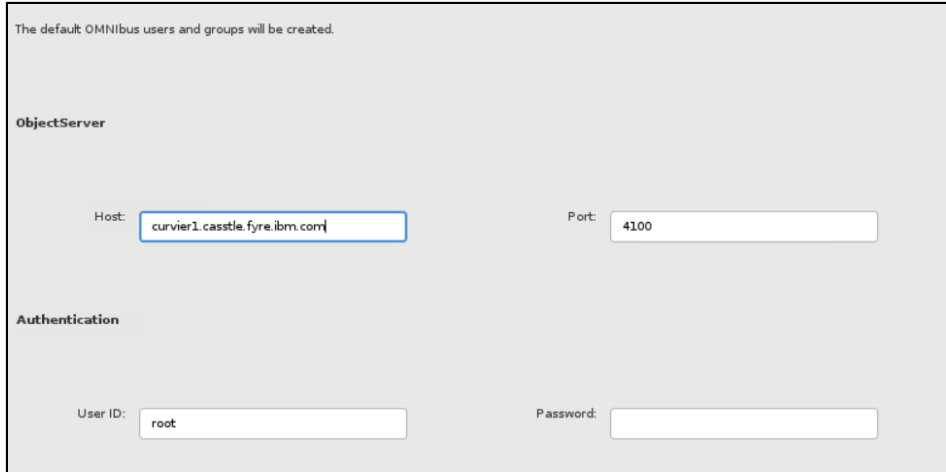 The default OMNIbus users and groups will be created.
ObjectServer
Host: curvier1.casstle.fyre.ibm.com Port: 4100
Authentication
User ID: root Password: